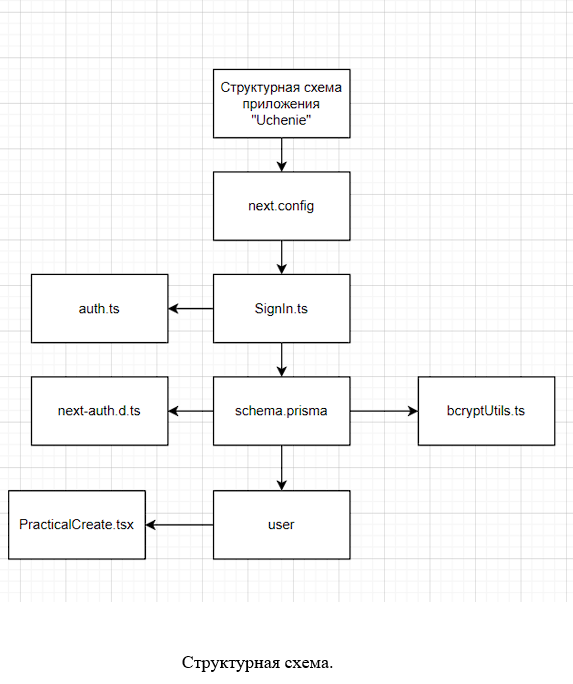 Структурная схема
приложения
"Uchenie"
next.config
auth.ts
SignIn.ts
next-auth.d.ts
schema.prisma
bcryptUtils.ts
PracticalCreate.tsx
user
Структурная схема.